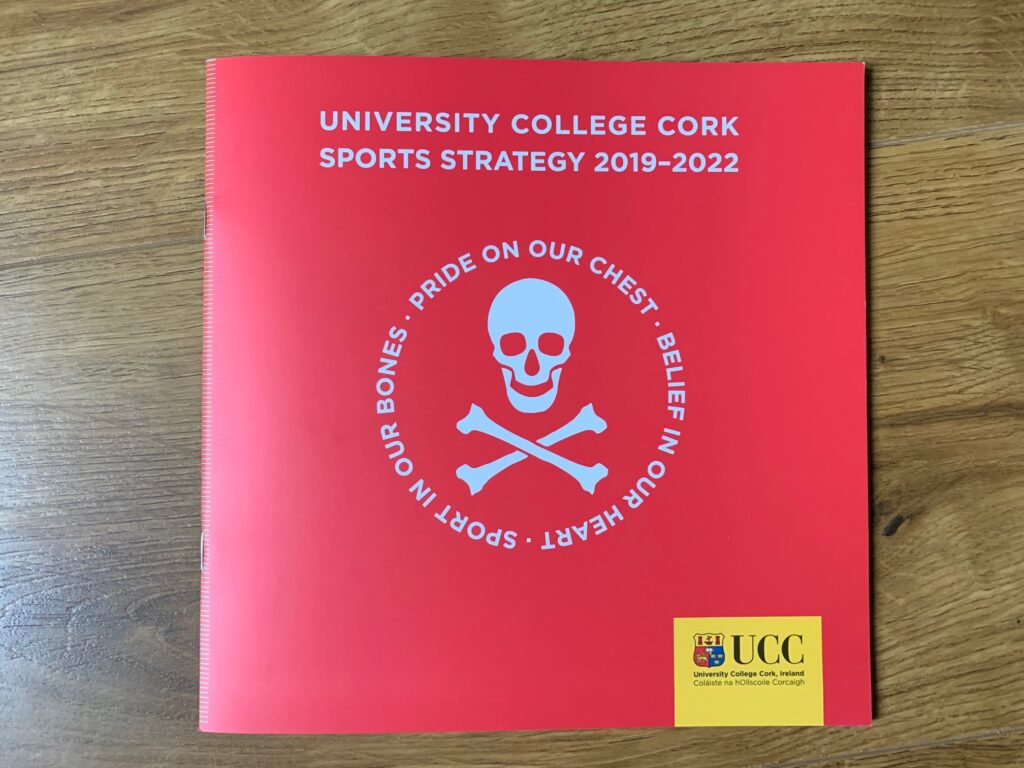 UNIVERSITY COLLEGE CORK
SPORTS STRATEGY 2019–2022
PRIDE ON OUR CHEST · BELIEF IN OUR HEART · SPORT IN OUR BONES ·
UCC
University College Cork, Ireland
Coláiste na hOllscoile Corcaigh